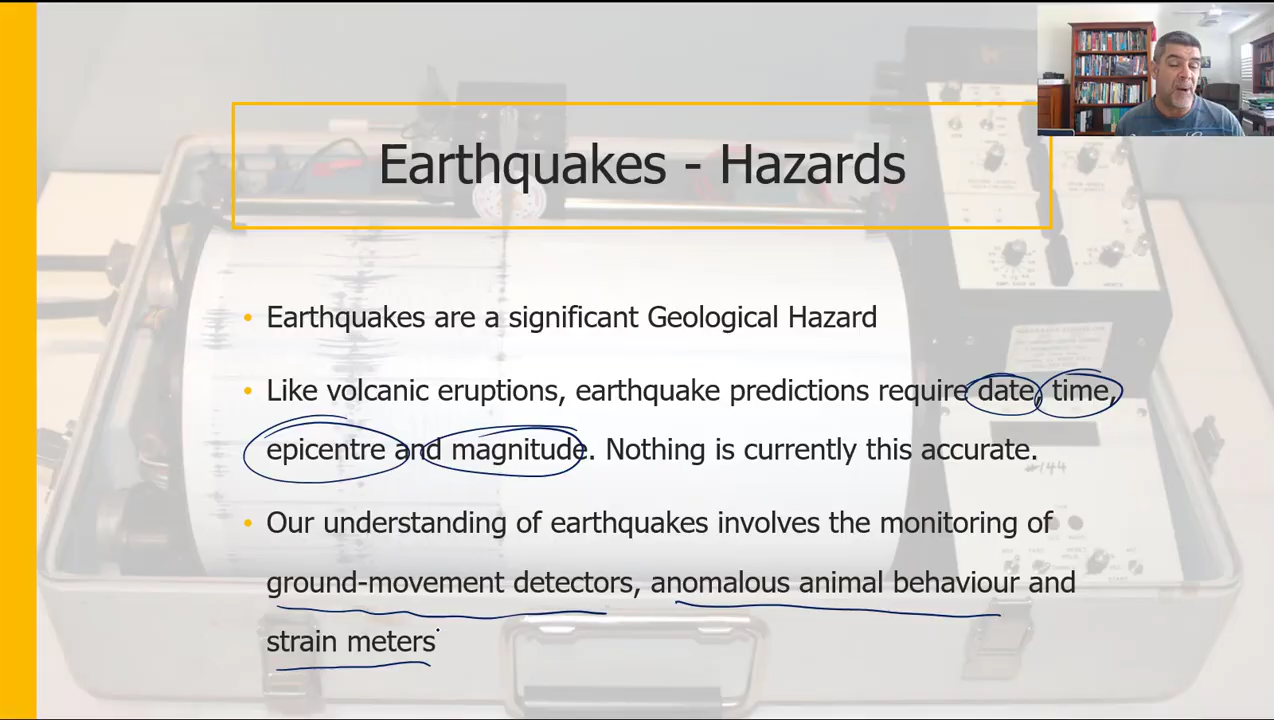 Earthquakes - Hazards
• Earthquakes are a significant Geological Hazard
• Like volcanic eruptions, earthquake predictions require date, time,
epicentre and magnitude. Nothing is currently this accurate.
• Our understanding of earthquakes involves the monitoring of
ground-movement detectors, anomalous animal behaviour and
strain meters
#144